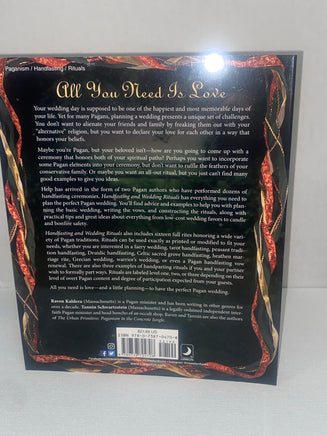 Paganism / Handfasting / Rituals
All You Need Is Love
Your wedding day is supposed to be one of the happiest and most memorable days
of your life. Yet for many Pagans, planning a wedding presents a unique set of challenges.
You don't want to alienate your friends and family by freaking them out with your
"alternative" religion, but you want to declare your love for each other in a way that
honors your beliefs.
Maybe you're Pagan, but your beloved isn't—how are you going to come up with a
ceremony that honors both of your spiritual paths? Perhaps you want to incorporate
some Pagan elements into your ceremony, but don't want to ruffle the feathers of your
conservative family. Or maybe you want an all-out ritual, but you just can't find many
good examples to give you ideas.
Help has arrived in the form of two Pagan authors who have performed dozens of
handfasting ceremonies. Handfasting and Wedding Rituals has everything you need to
plan the perfect Pagan wedding. You'll find advice and examples to help you with plan-
ning the basic wedding, writing the vows, and constructing the rituals, along with
practical tips and great ideas about everything from low-cost wedding favors to candle
and bonfire safety.
Handfasting and Wedding Rituals also includes sixteen full rites honoring a wide vari-
ety of Pagan traditions. Rituals can be used exactly as printed or modified to fit your
needs, whether you are interested in a faery wedding, tarot handfasting, peasant tradi-
tion handfasting, Druidic handfasting, Celtic sacred grove handfasting, heathen mar-
riage rite, Grecian wedding, warrior's wedding, or even a Pagan handfasting vow
renewal. There are also three examples of handparting rituals if you and your partner
wish to formally part ways. Rituals are labeled level one, two, or three depending on their
level of overt Pagan content and degree of participation expected from your guests.
All you need is love—and a little planning—to have the perfect Pagan wedding.
Raven Kaldera (Massachusetts) is a Pagan minister and has been writing in other genres for
over a decade. Tannin Schwartzstein (Massachusetts) is a legally ordained independent inter-
faith Pagan minister and head honcho of an occult shop. Raven and Tannin are also the authors
of The Urban Primitive: Paganism in the Concrete Jungle.
ISBN 978-0-7387-0470-8